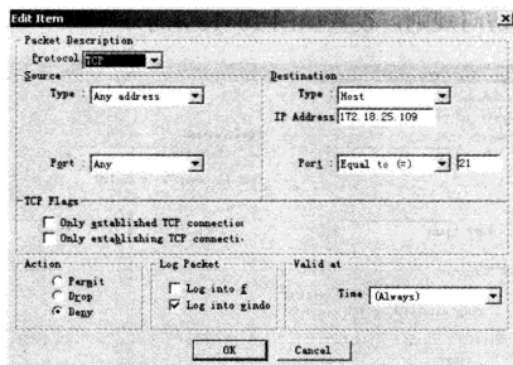 Edit Item
Packet Description
Protocol TCP
Source
Type : Any address
Port : Any
Destination
Type : Host
IP Address 172.18.25.109
Port : Equal to (=) 21
TCP Flags
Only established TCP connection
Only establishing TCP connecti
Action
Permit
Drop
Deny
Log Packet
Log into f
Log into windo
Valid at
Time (Always)
OK
Cancel